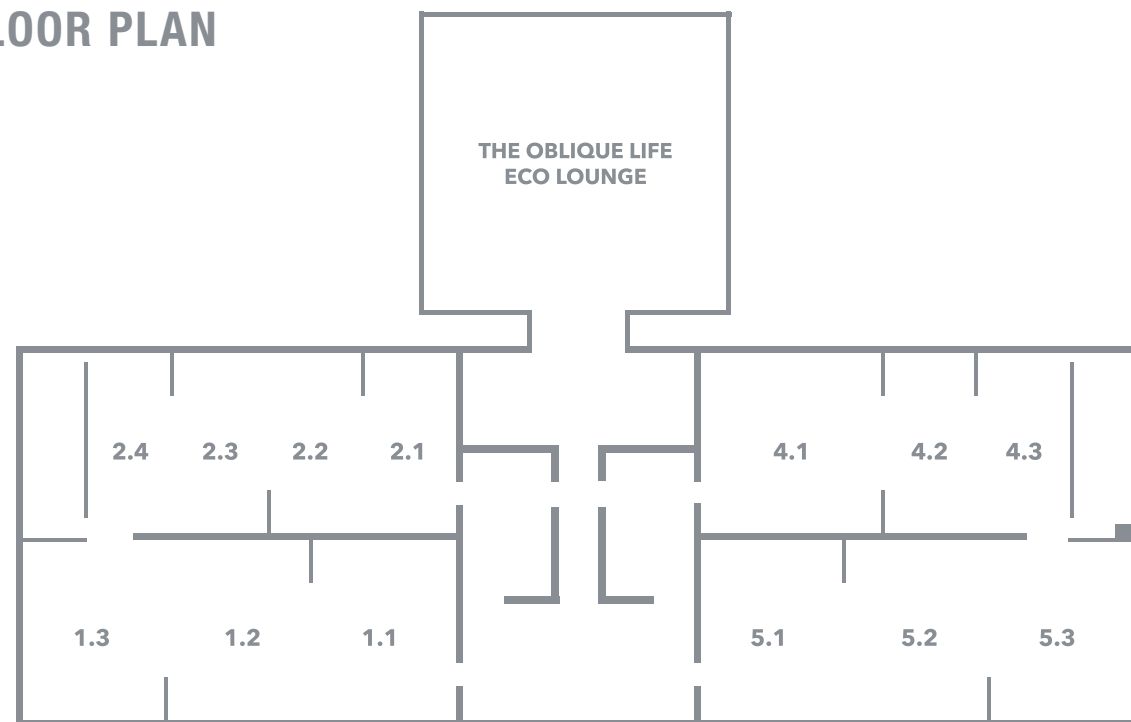 LOOR PLAN
THE OBLIQUE LIFE
ECO LOUNGE
2.4 2.3 2.2 2.1 4.1 4.2 4.3
1.3 1.2 1.1 5.1 5.2 5.3